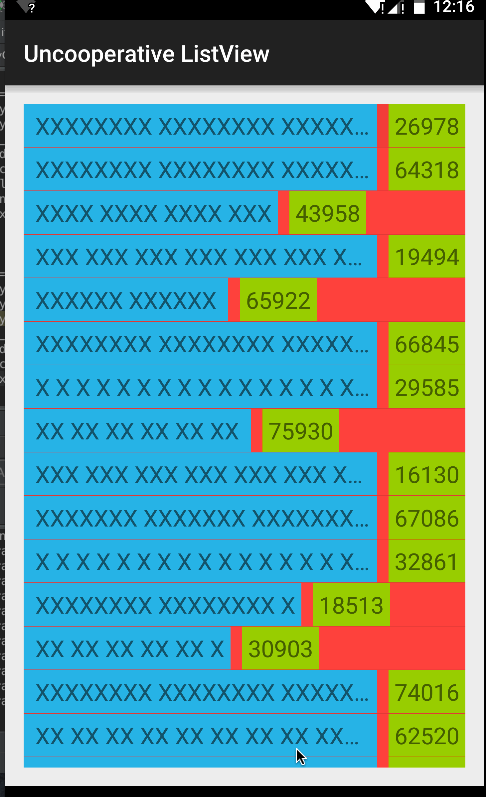 ? ! ! 12:16
Uncooperative ListView
XXXXXXXX XXXXXXXX XXXXX... 26978
XXXXXXXX XXXXXXXX XXXXX... 64318
XXXX XXXX XXXX XXX 43958
XXX XXX XXX XXX XXX XXX X... 19494
XXXXXX XXXXXX 65922
XXXXXXXX XXXXXXXX XXXXX... 66845
X X X X X X X X X X X X X X X X... 29585
XX XX XX XX XX XX 75930
XXX XXX XXX XXX XXX XXX X... 16130
XXXXXXX XXXXXXX XXXXXXX... 67086
X X X X X X X X X X X X X X X X... 32861
XXXXXXXX XXXXXXXX X 18513
XX XX XX XX XX X 30903
XXXXXXXX XXXXXXXX XXXXX... 74016
XX XX XX XX XX XX XX XX XX... 62520